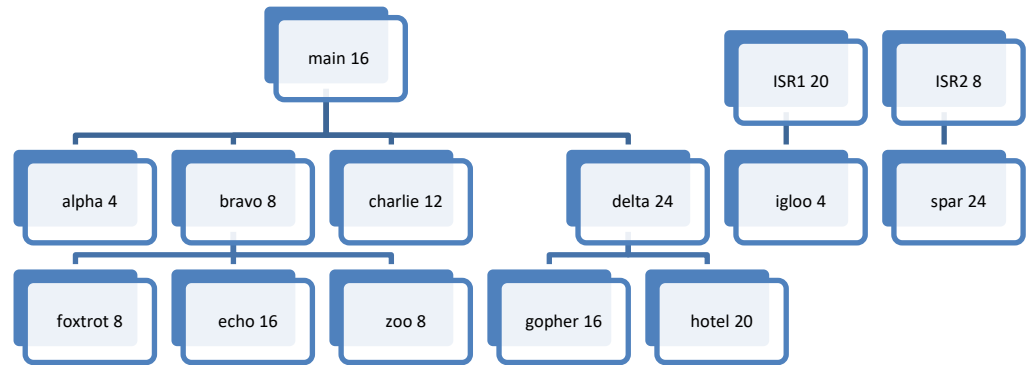 main 16
ISR1 20
ISR2 8
alpha 4
bravo 8
charlie 12
delta 24
igloo 4
spar 24
foxtrot 8
echo 16
zoo 8
gopher 16
hotel 20